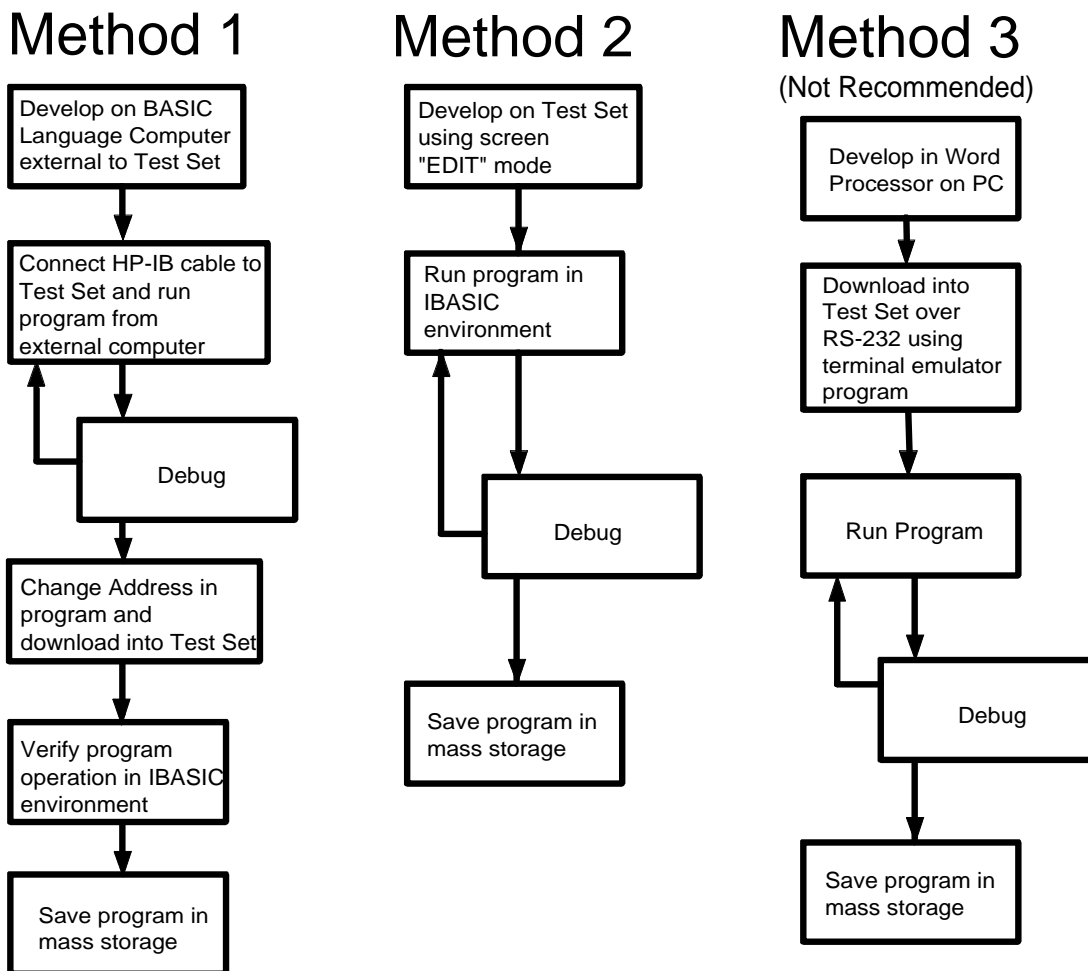 Method 1
Develop on BASIC
Language Computer
external to Test Set
Connect HP-IB cable to
Test Set and run
program from
external computer
Debug
Change Address in
program and
download into Test Set
Verify program
operation in IBASIC
environment
Save program in
mass storage
Method 2
Develop on Test Set
using screen
"EDIT" mode
Run program in
IBASIC
environment
Debug
Save program in
mass storage
Method 3
(Not Recommended)
Develop in Word
Processor on PC
Download into
Test Set over
RS-232 using
terminal emulator
program
Run Program
Debug
Save program in
mass storage